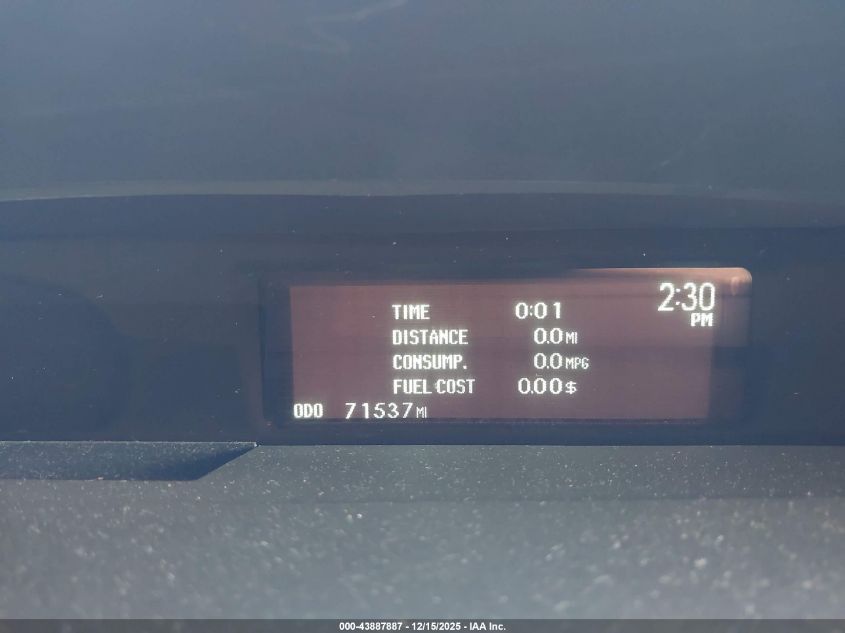 2:30
PM
TIME 0:01
DISTANCE 0.0 MI
CONSUMP. 0.0 MPG
FUEL COST 0.00 $
ODO 71537 MI
000-43887887 - 12/15/2025 - IAA Inc.